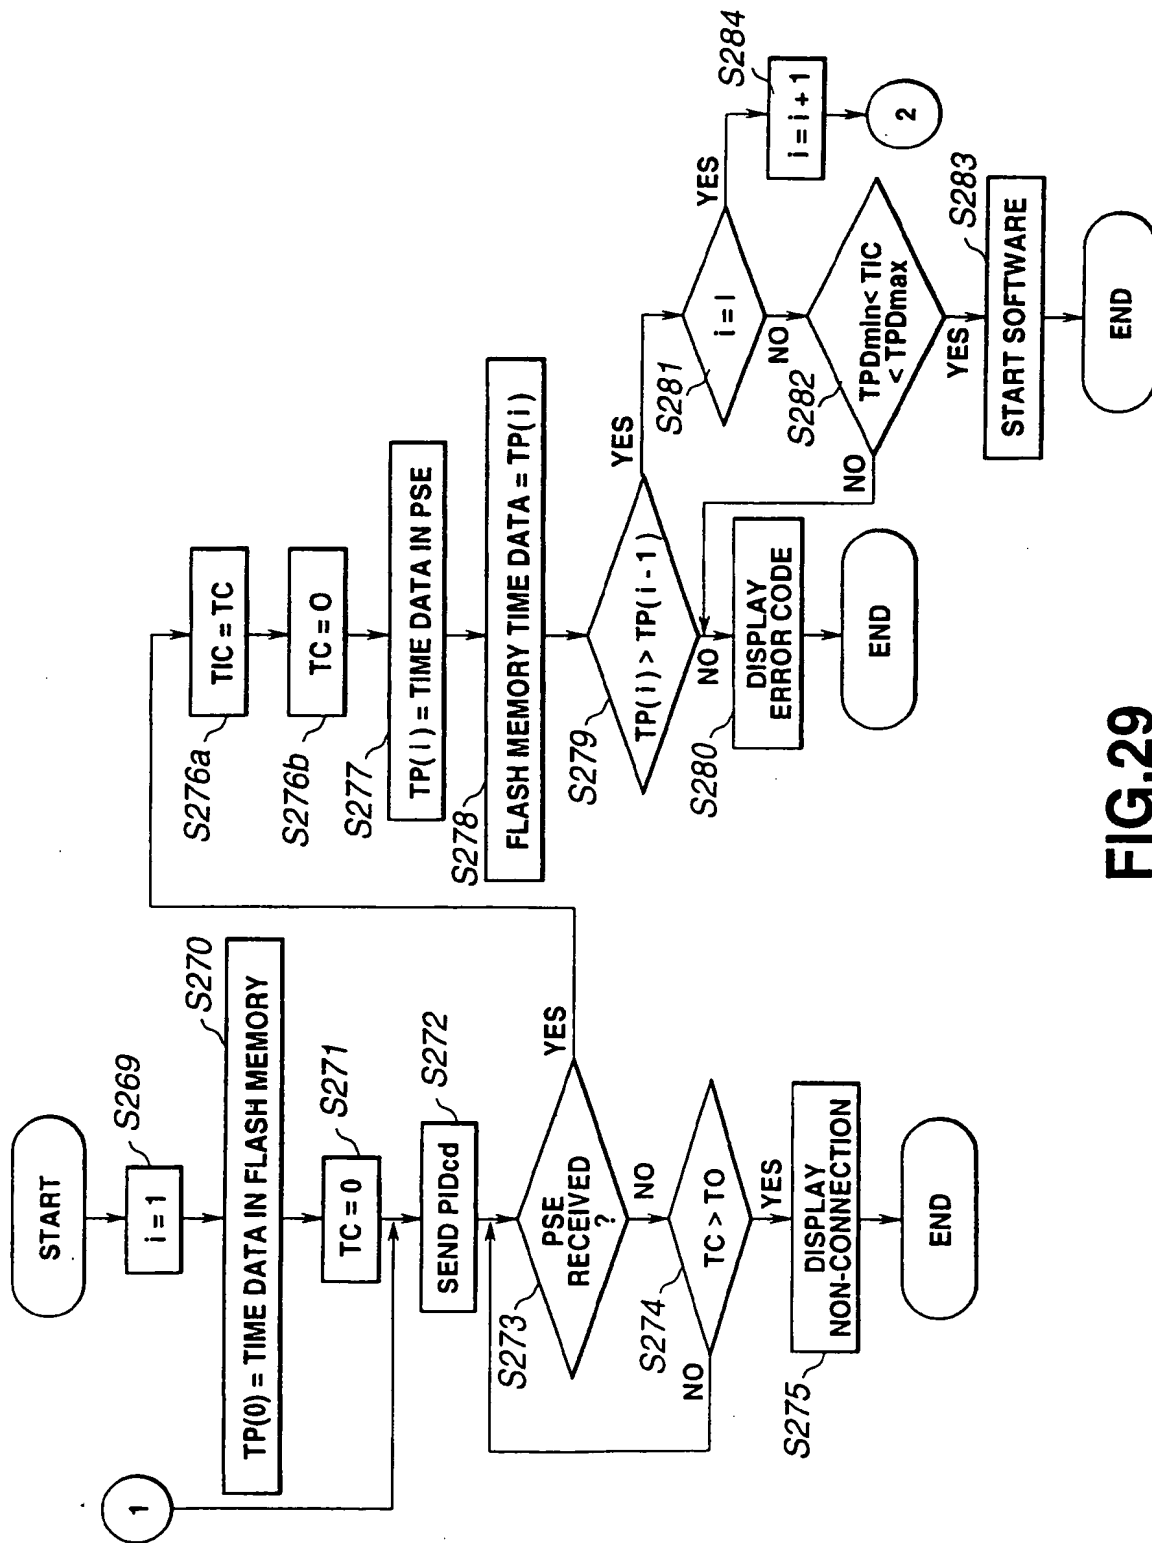 START
S269
i = 1
S270
TP(0) = TIME DATA IN FLASH MEMORY
S271
TC = 0
1
S272
SEND PIDcd
S273
PSE
RECEIVED
?
YES
NO
S274
TC > TO
NO
YES
S275
DISPLAY
NON-CONNECTION
END
S276a
TIC = TC
S276b
TC = O
S277
TP(i) = TIME DATA IN PSE
S278
FLASH MEMORY TIME DATA = TP(i)
S279
TP(i) > TP(i - 1)
YES
NO
S280
DISPLAY
ERROR CODE
END
S281
i = I
YES
NO
S284
i = i + 1
2
S282
TPDmin< TIC
< TPDmax
NO
YES
S283
START SOFTWARE
END
FIG.29